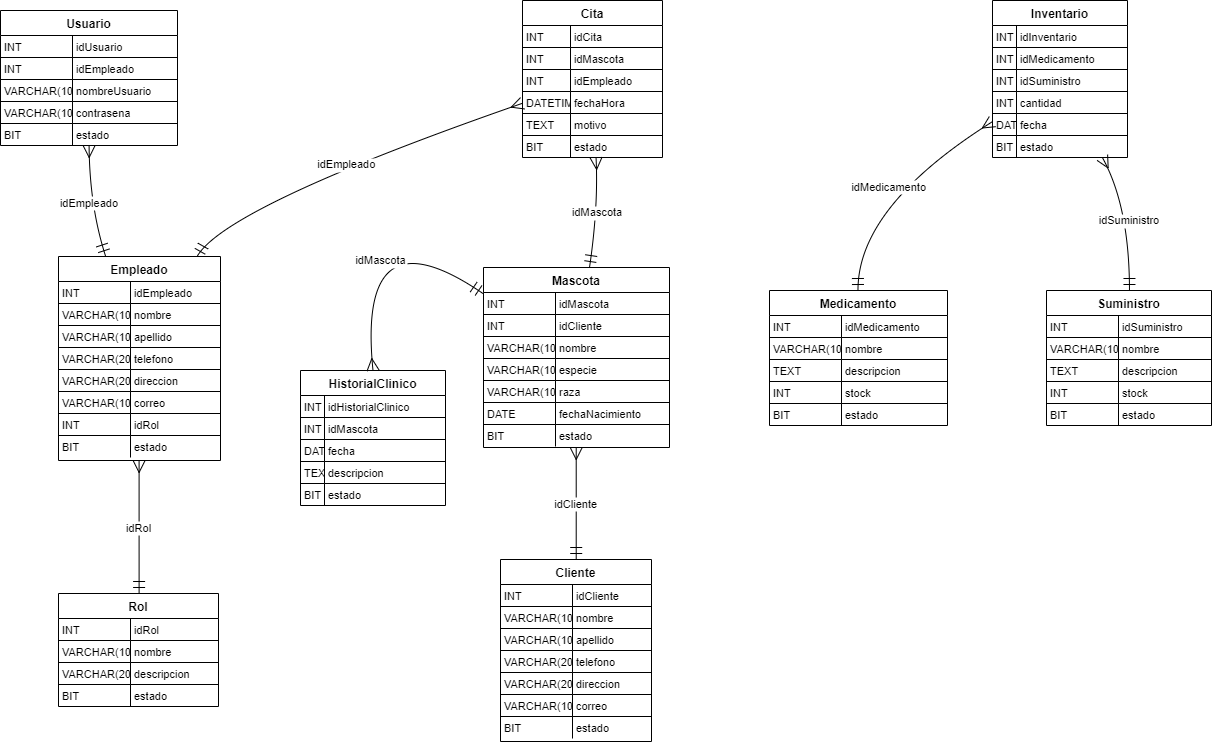 Usuario
INT idUsuario
INT idEmpleado
VARCHAR(10 nombreUsuario
VARCHAR(10 contrasena
BIT estado
Cita
INT idCita
INT idMascota
INT idEmpleado
DATETIM fechaHora
TEXT motivo
BIT estado
Inventario
INT idInventario
INT idMedicamento
INT idSuministro
INT cantidad
DAT fecha
BIT estado
idEmpleado
idEmpleado
idMascota
idMedicamento
idSuministro
idMascota
Empleado
INT idEmpleado
VARCHAR(10 nombre
VARCHAR(10 apellido
VARCHAR(20 telefono
VARCHAR(20 direccion
VARCHAR(10 correo
INT idRol
BIT estado
Mascota
INT idMascota
INT idCliente
VARCHAR(10 nombre
VARCHAR(10 especie
VARCHAR(10 raza
DATE fechaNacimiento
BIT estado
Medicamento
INT idMedicamento
VARCHAR(10 nombre
TEXT descripcion
INT stock
BIT estado
Suministro
INT idSuministro
VARCHAR(10 nombre
TEXT descripcion
INT stock
BIT estado
HistorialClinico
INT idHistorialClinico
INT idMascota
DAT fecha
TEX descripcion
BIT estado
idRol
idCliente
Rol
INT idRol
VARCHAR(10 nombre
VARCHAR(20 descripcion
BIT estado
Cliente
INT idCliente
VARCHAR(10 nombre
VARCHAR(10 apellido
VARCHAR(20 telefono
VARCHAR(20 direccion
VARCHAR(10 correo
BIT estado